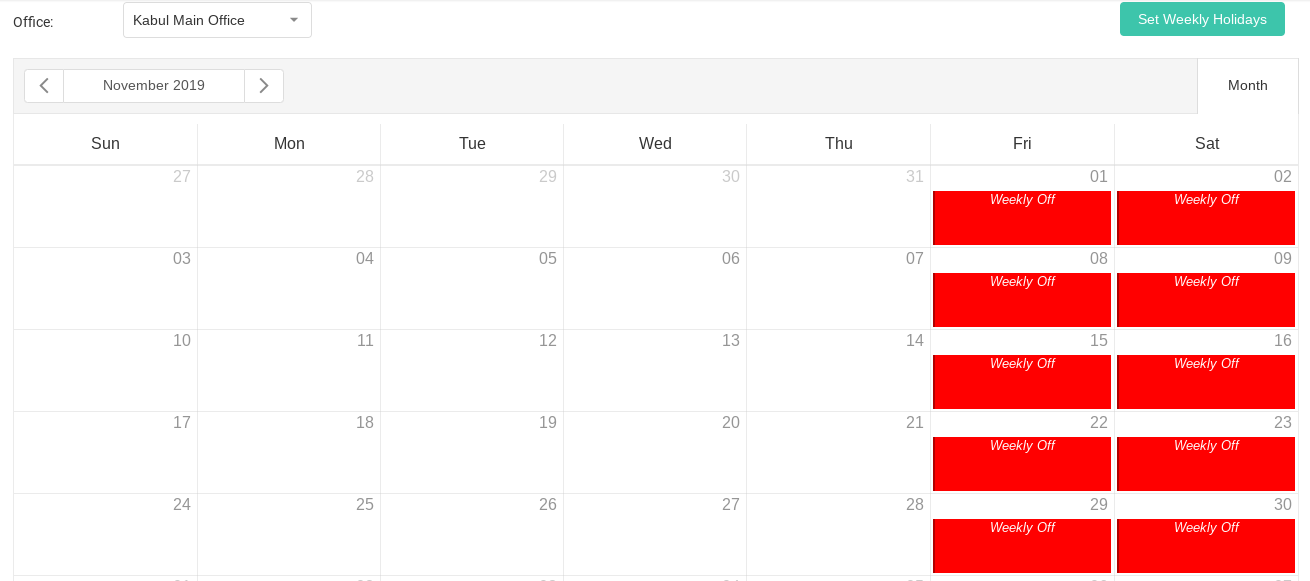 Office: Kabul Main Office Set Weekly Holidays
November 2019 Month
Sun Mon Tue Wed Thu Fri Sat
27 28 29 30 31 01 02
Weekly Off Weekly Off
03 04 05 06 07 08 09
Weekly Off Weekly Off
10 11 12 13 14 15 16
Weekly Off Weekly Off
17 18 19 20 21 22 23
Weekly Off Weekly Off
24 25 26 27 28 29 30
Weekly Off Weekly Off